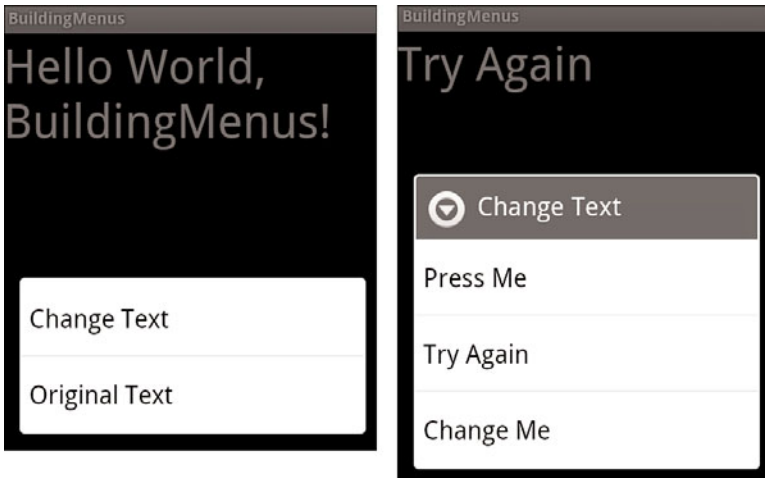 BuildingMenus
Hello World,
BuildingMenus!
Change Text
Original Text
BuildingMenus
Try Again
Change Text
Press Me
Try Again
Change Me